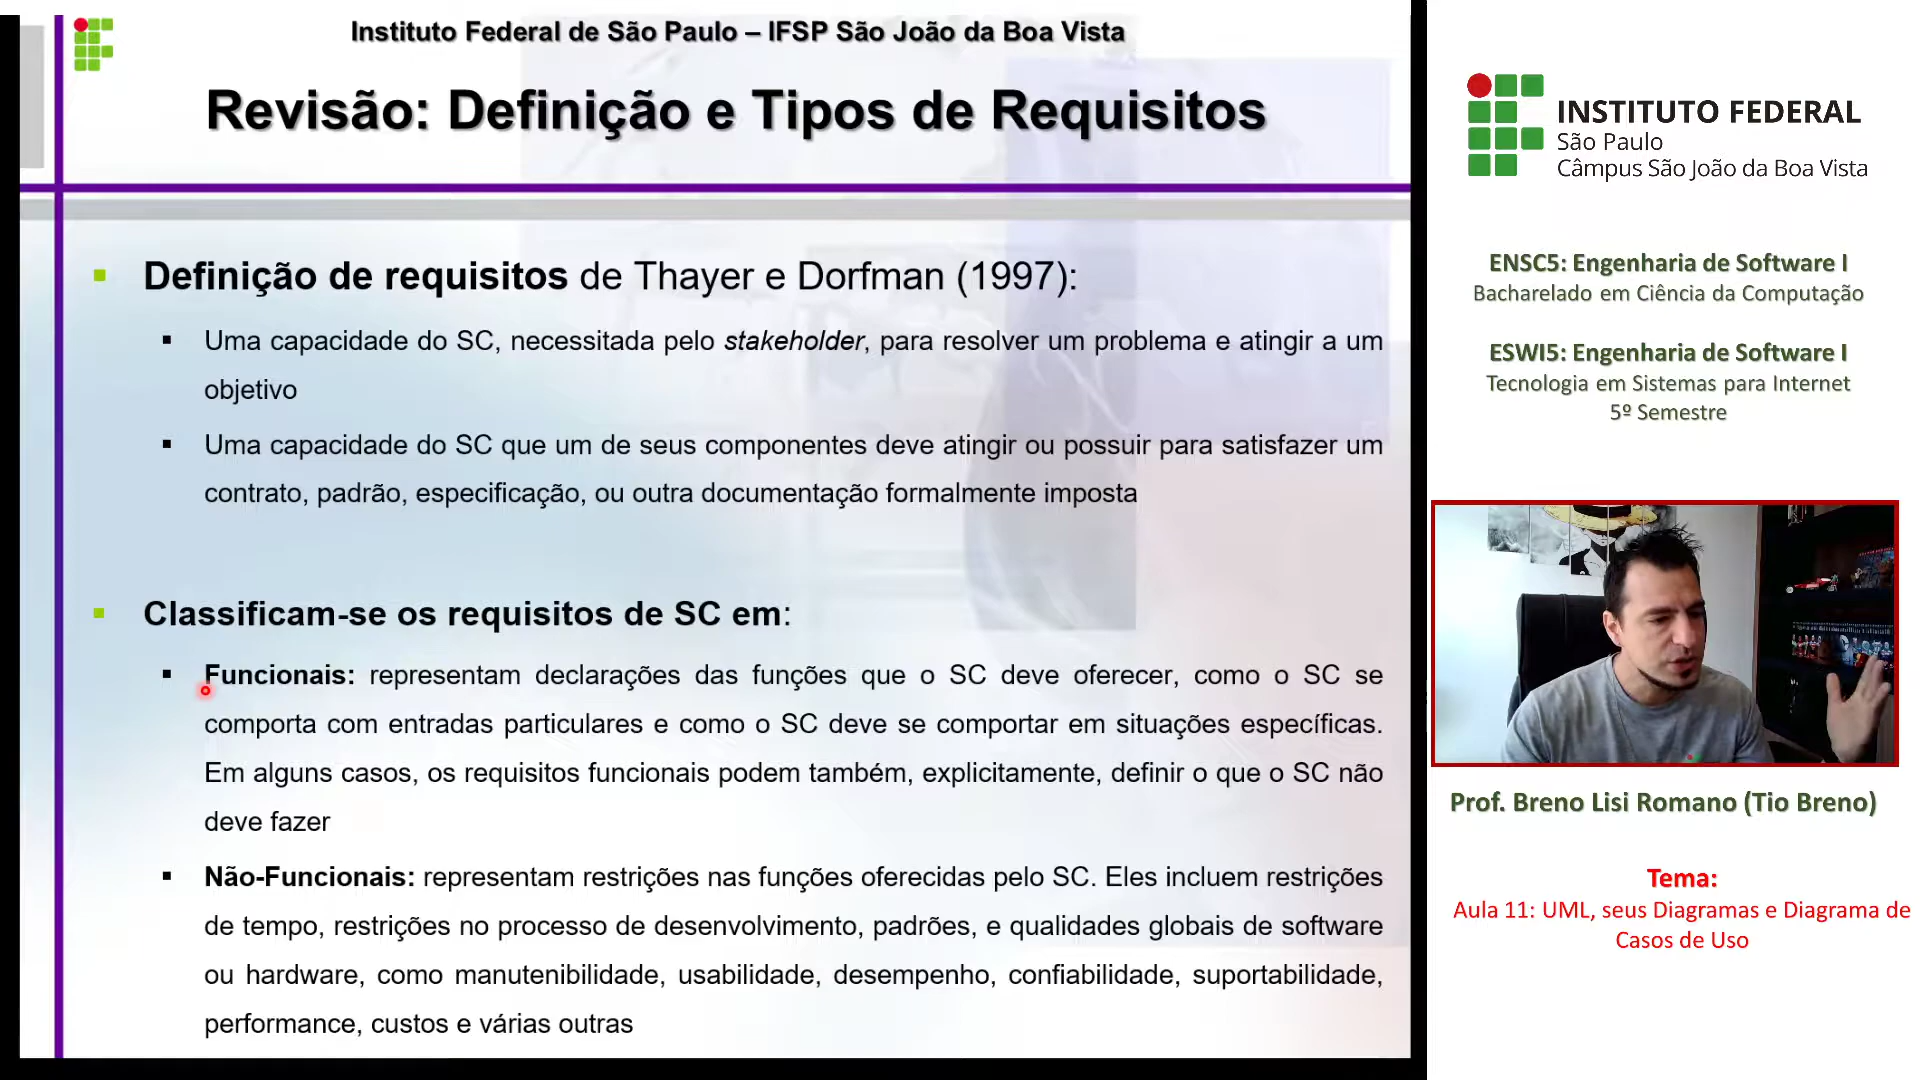 Instituto Federal de São Paulo – IFSP São João da Boa Vista
Revisão: Definição e Tipos de Requisitos
Definição de requisitos de Thayer e Dorfman (1997):
Uma capacidade do SC, necessitada pelo stakeholder, para resolver um problema e atingir a um
objetivo
Uma capacidade do SC que um de seus componentes deve atingir ou possuir para satisfazer um
contrato, padrão, especificação, ou outra documentação formalmente imposta
Classificam-se os requisitos de SC em:
Funcionais: representam declarações das funções que o SC deve oferecer, como o SC se
comporta com entradas particulares e como o SC deve se comportar em situações específicas.
Em alguns casos, os requisitos funcionais podem também, explicitamente, definir o que o SC não
deve fazer
Não-Funcionais: representam restrições nas funções oferecidas pelo SC. Eles incluem restrições
de tempo, restrições no processo de desenvolvimento, padrões, e qualidades globais de software
ou hardware, como manutenibilidade, usabilidade, desempenho, confiabilidade, suportabilidade,
performance, custos e várias outras
INSTITUTO FEDERAL
São Paulo
Câmpus São João da Boa Vista
ENSC5: Engenharia de Software I
Bacharelado em Ciência da Computação
ESWI5: Engenharia de Software I
Tecnologia em Sistemas para Internet
5º Semestre
Prof. Breno Lisi Romano (Tio Breno)
Tema:
Aula 11: UML, seus Diagramas e Diagrama de
Casos de Uso